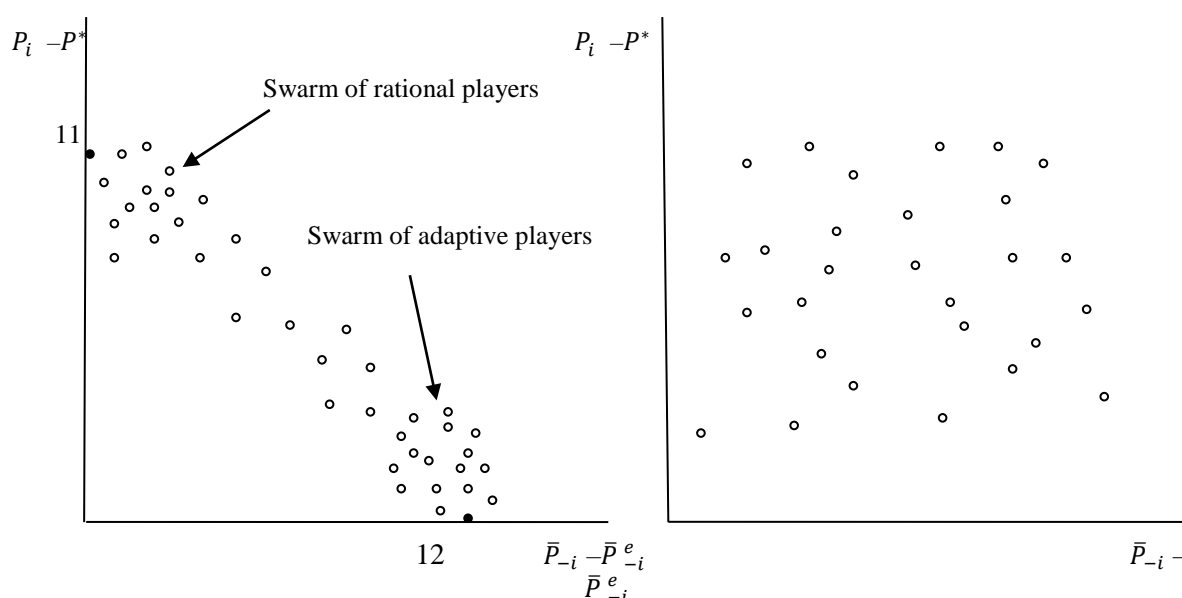 P_i –P*
P_i –P*
Swarm of rational players
11
Swarm of adaptive players
12
P̄_{−i} –P̄^e_{−i}
P̄_{−i} –
P̄^e_{−i}